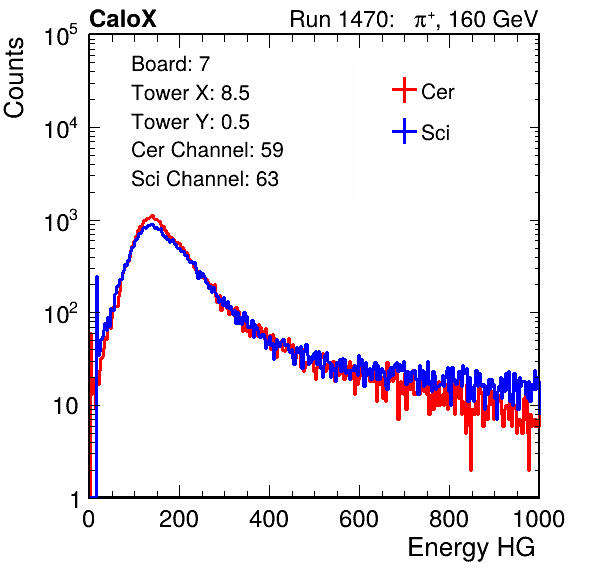 CaloX Run 1470: π⁺, 160 GeV
Counts
Board: 7
Tower X: 8.5
Tower Y: 0.5
Cer Channel: 59
Sci Channel: 63
Cer
Sci
10⁵
10⁴
10³
10²
10
1
0 200 400 600 800 1000
Energy HG